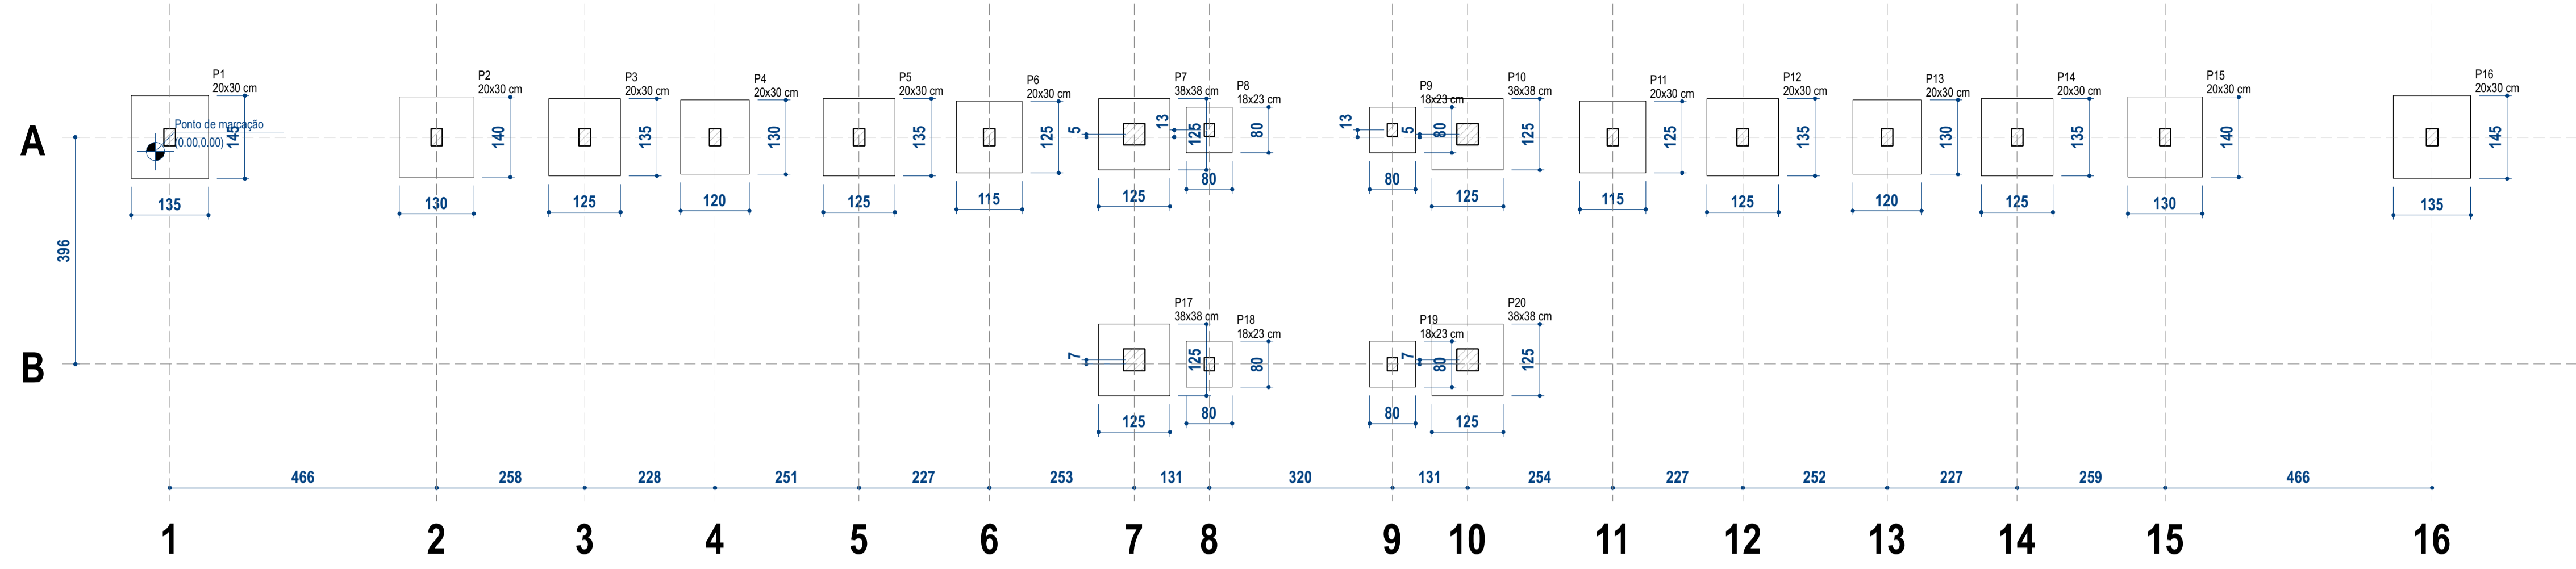 P1
20x30 cm
Ponto de marcação
(0.00,0.00)
145
135
P2
20x30 cm
140
130
P3
20x30 cm
135
125
P4
20x30 cm
130
120
P5
20x30 cm
135
125
P6
20x30 cm
125
115
P7
38x38 cm
5
125
125
P8
18x23 cm
13
80
80
P9
18x23 cm
13
80
80
P10
38x38 cm
5
125
125
P11
20x30 cm
125
115
P12
20x30 cm
135
125
P13
20x30 cm
130
120
P14
20x30 cm
135
125
P15
20x30 cm
140
130
P16
20x30 cm
145
135
A
396
P17
38x38 cm
7
125
125
P18
18x23 cm
80
80
P19
18x23 cm
80
80
P20
38x38 cm
7
125
125
B
466 258 228 251 227 253 131 320 131 254 227 252 227 259 466
1 2 3 4 5 6 7 8 9 10 11 12 13 14 15 16